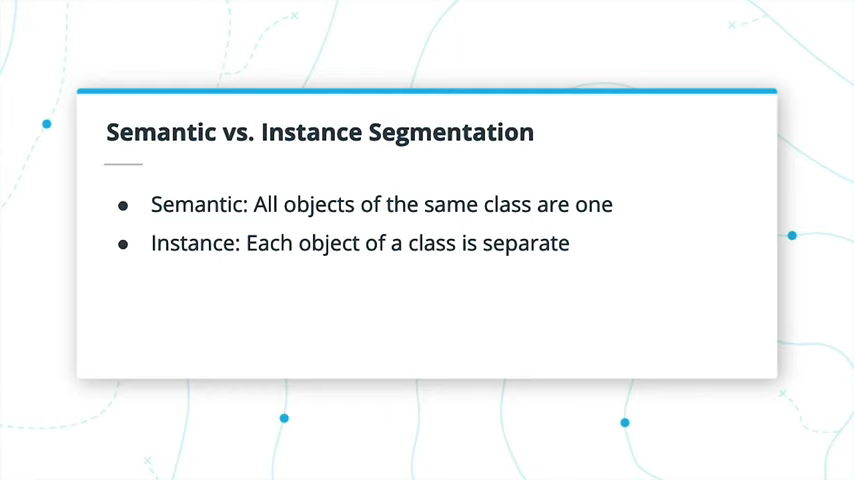 Semantic vs. Instance Segmentation
● Semantic: All objects of the same class are one
● Instance: Each object of a class is separate